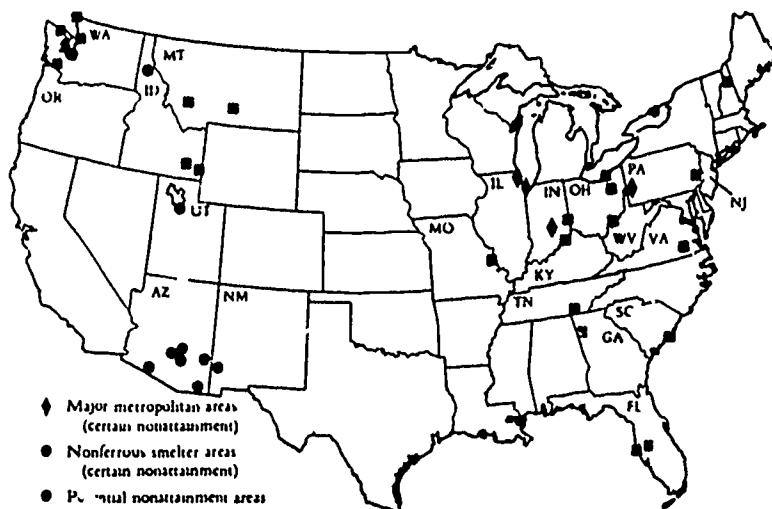 WA
MT
OR
ID
IL
IN
OH
PA
NJ
UT
MO
WV
VA
KY
AZ
NM
TN
SC
GA
FL
Major metropolitan areas
(certain nonattainment)
Nonferrous smelter areas
(certain nonattainment)
nonattainment areas